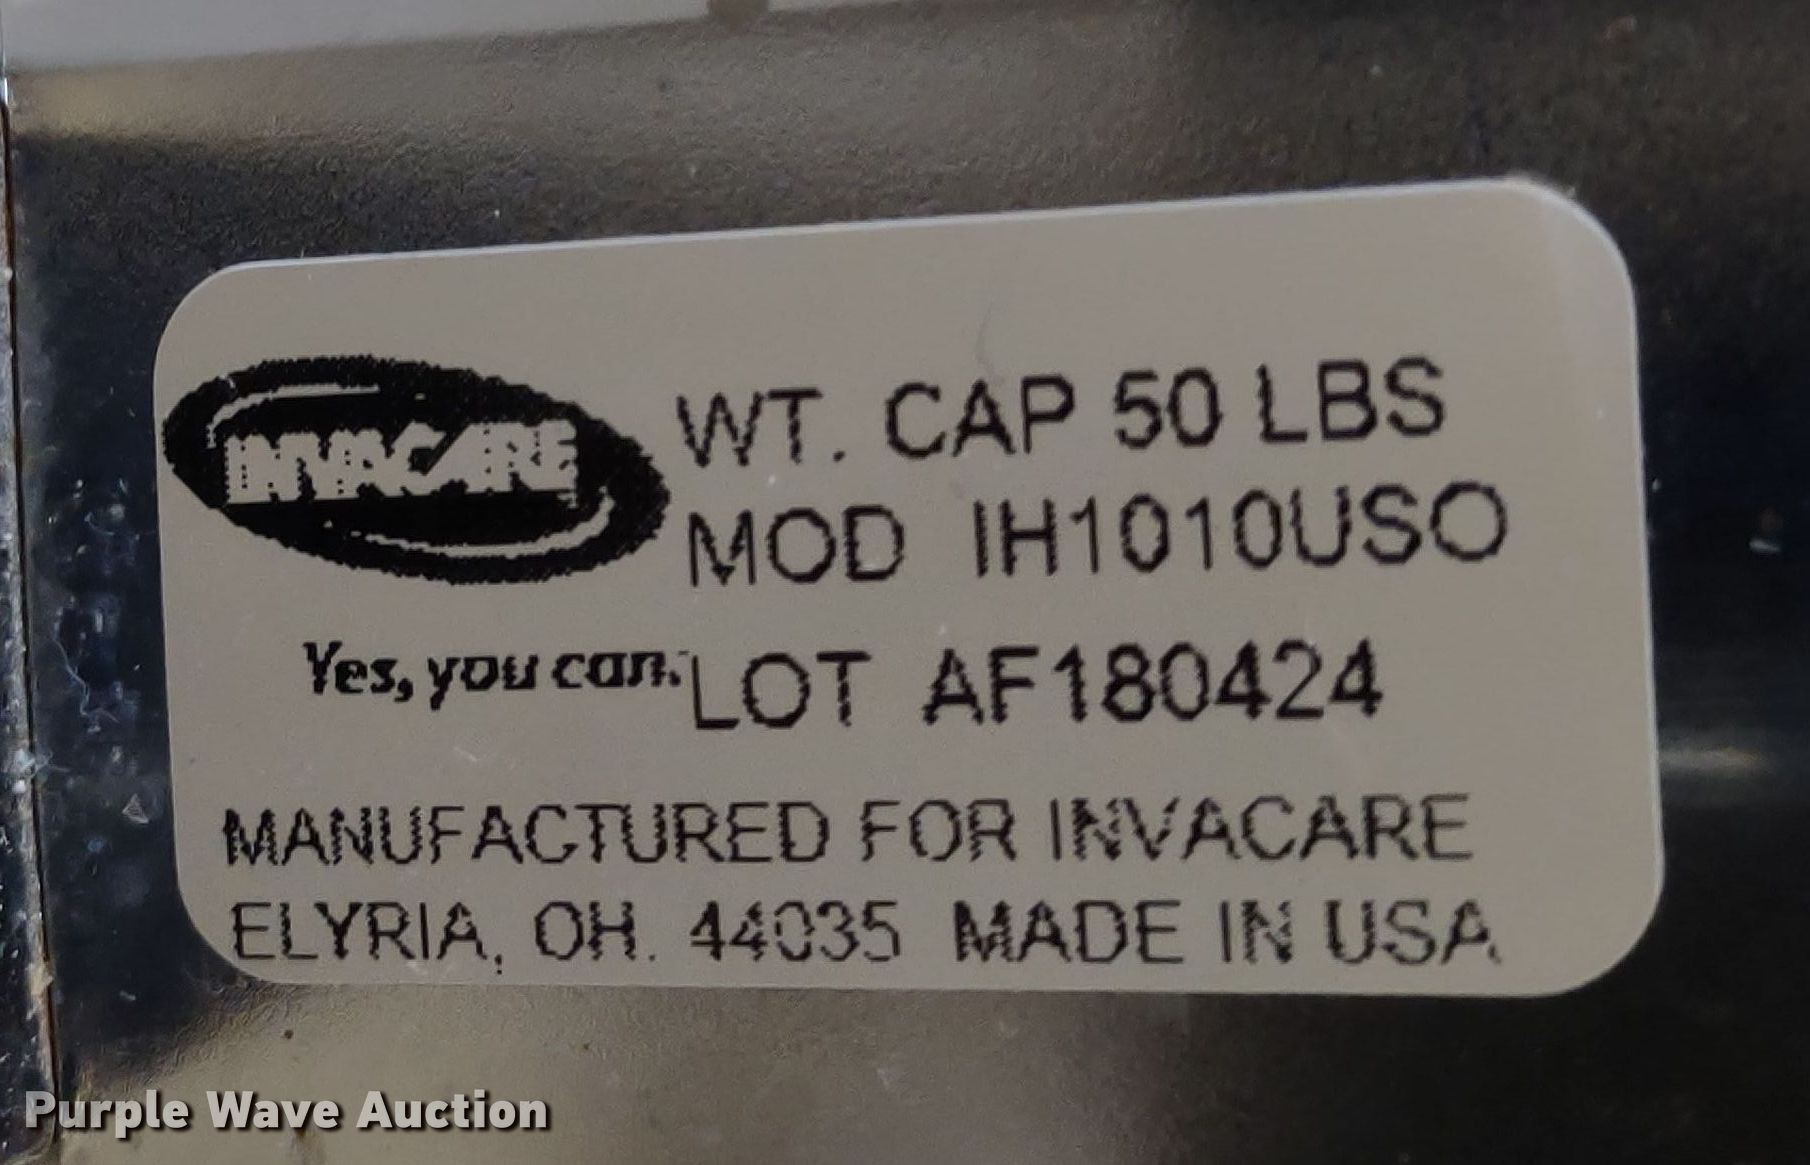 INVACARE
WT. CAP 50 LBS
MOD IH1010USO
Yes, you can.
LOT AF180424
MANUFACTURED FOR INVACARE
ELYRIA, OH. 44035 MADE IN USA
Purple Wave Auction